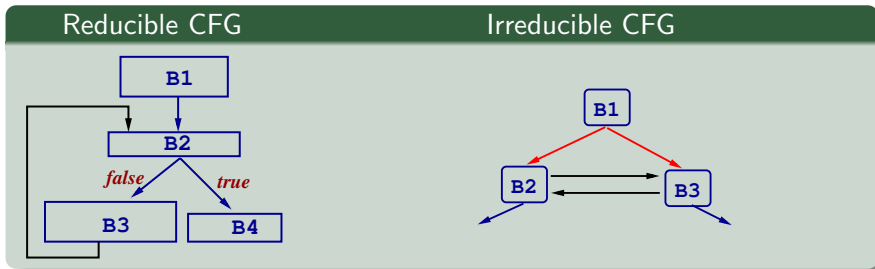 Reducible CFG
B1
B2
false true
B3
B4
Irreducible CFG
B1
B2
B3